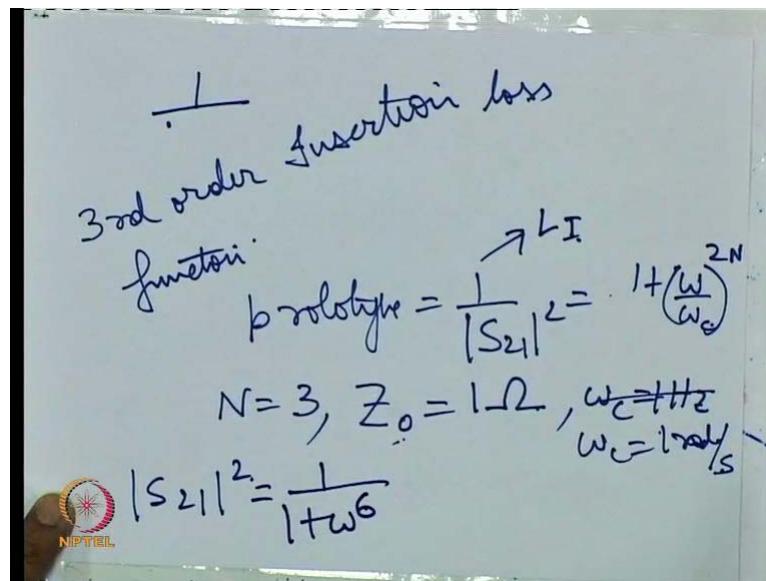 1
3rd order Insertion loss
function.
prototype = 1/|S21|² = 1+(ω/ωc)^2N
→ LI
N=3, Z0=1Ω, ωc=1Hz
ωc=1rad/s
|S21|² = 1/1+ω^6
NPTEL